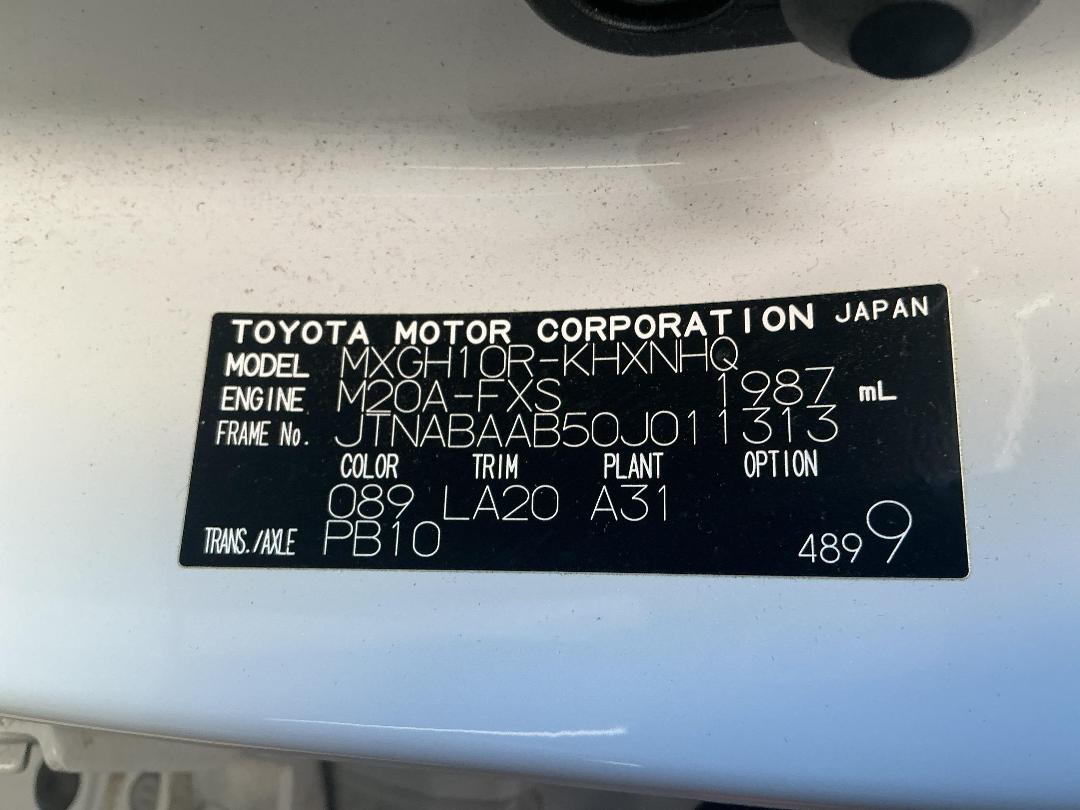 TOYOTA MOTOR CORPORATION JAPAN
MODEL MXGH10R-KHXNHQ
ENGINE M20A-FXS 1987 mL
FRAME No. JTNABAAB50J011313
COLOR TRIM PLANT OPTION
089 LA20 A31
TRANS./AXLE PB10 4899